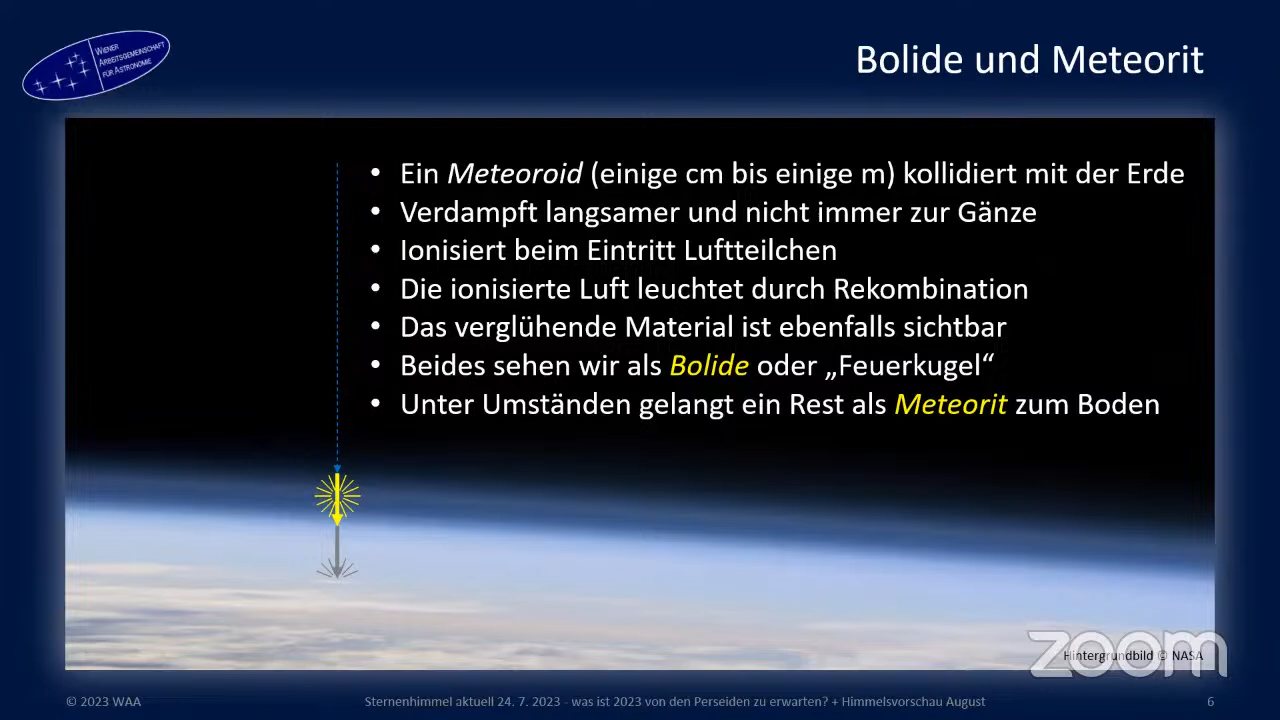 WIENER
ARBEITSGEMEINSCHAFT
FÜR ASTRONOMIE
Bolide und Meteorit
• Ein Meteoroid (einige cm bis einige m) kollidiert mit der Erde
• Verdampft langsamer und nicht immer zur Gänze
• Ionisiert beim Eintritt Luftteilchen
• Die ionisierte Luft leuchtet durch Rekombination
• Das verglühende Material ist ebenfalls sichtbar
• Beides sehen wir als Bolide oder „Feuerkugel“
• Unter Umständen gelangt ein Rest als Meteorit zum Boden
zoom
Hintergrundbild © NASA
© 2023 WAA
Sternenhimmel aktuell 24. 7. 2023 - was ist 2023 von den Perseiden zu erwarten? + Himmelsvorschau August
6